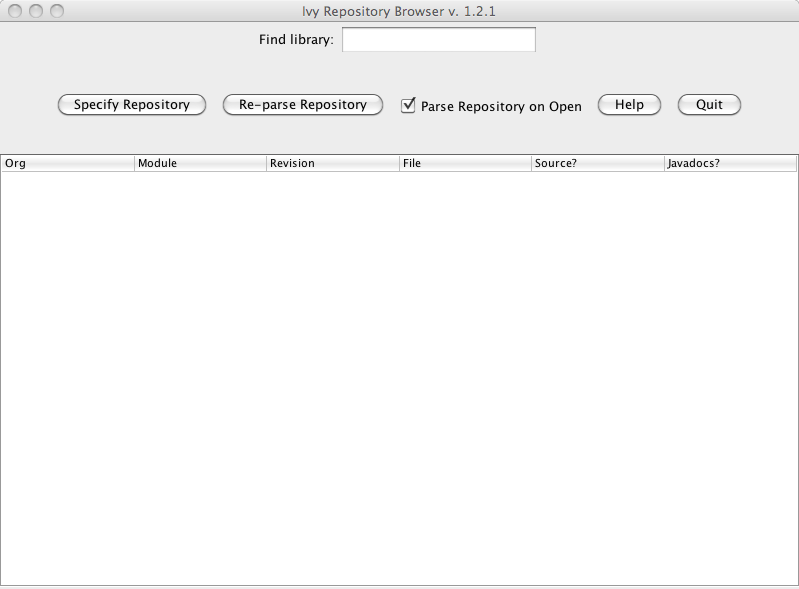 Ivy Repository Browser v. 1.2.1
Find library:
Specify Repository Re-parse Repository Parse Repository on Open Help Quit
Org Module Revision File Source? Javadocs?